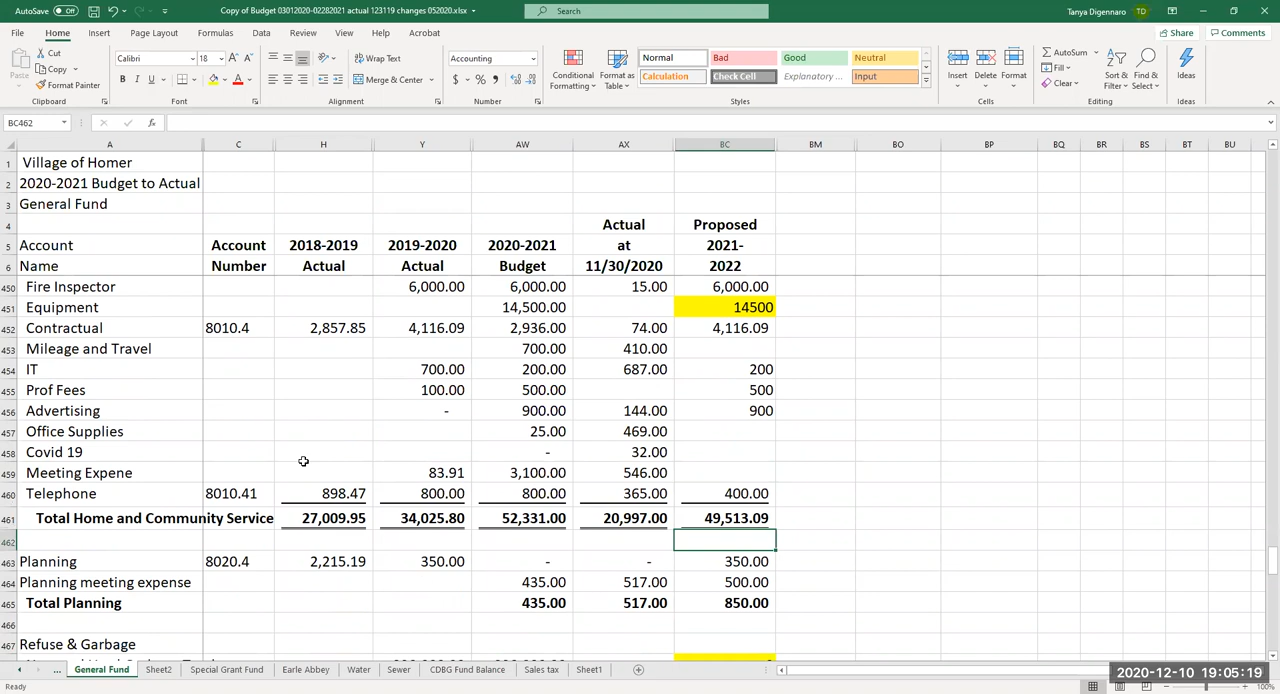 AutoSave Off Copy of Budget 03012020-02282021 actual 123119 changes 052020.xlsx Search Tanya Digennaro TD
File Home Insert Page Layout Formulas Data Review View Help Acrobat Share Comments
Paste Cut Copy Format Painter Calibri 18 Wrap Text Merge & Center Accounting Conditional Formatting Format as Table Normal Bad Good Neutral Calculation Check Cell Explanatory ... Input Insert Delete Format AutoSum Fill Clear Sort & Filter Find & Select Ideas
Clipboard Font Alignment Number Styles Cells Editing Ideas
BC462 fx
A C H Y AW AX BC BM BO BP BQ BR BS BT BU
1 Village of Homer
2 2020-2021 Budget to Actual
3 General Fund
4 Actual Proposed
5 Account Account 2018-2019 2019-2020 2020-2021 at 2021-
6 Name Number Actual Actual Budget 11/30/2020 2022
450 Fire Inspector 6,000.00 6,000.00 15.00 6,000.00
451 Equipment 14,500.00 14500
452 Contractual 8010.4 2,857.85 4,116.09 2,936.00 74.00 4,116.09
453 Mileage and Travel 700.00 410.00
454 IT 700.00 200.00 687.00 200
455 Prof Fees 100.00 500.00 500
456 Advertising - 900.00 144.00 900
457 Office Supplies 25.00 469.00
458 Covid 19 - 32.00
459 Meeting Expene 83.91 3,100.00 546.00
460 Telephone 8010.41 898.47 800.00 800.00 365.00 400.00
461 Total Home and Community Service 27,009.95 34,025.80 52,331.00 20,997.00 49,513.09
462
463 Planning 8020.4 2,215.19 350.00 - - 350.00
464 Planning meeting expense 435.00 517.00 500.00
465 Total Planning 435.00 517.00 850.00
466
467 Refuse & Garbage
... General Fund Sheet2 Special Grant Fund Earle Abbey Water Sewer CDBG Fund Balance Sales tax Sheet1
2020-12-10 19:05:19
Ready 100%